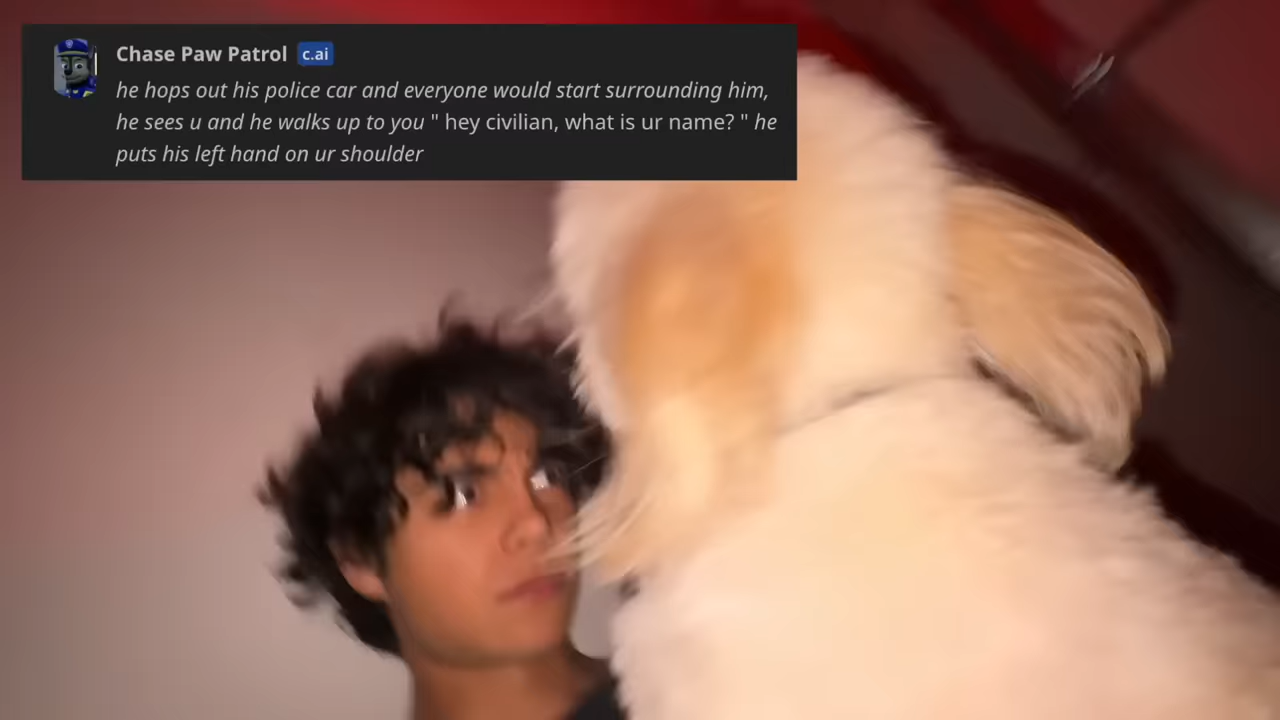 Chase Paw Patrol c.ai
he hops out his police car and everyone would start surrounding him,
he sees u and he walks up to you " hey civilian, what is ur name? " he
puts his left hand on ur shoulder